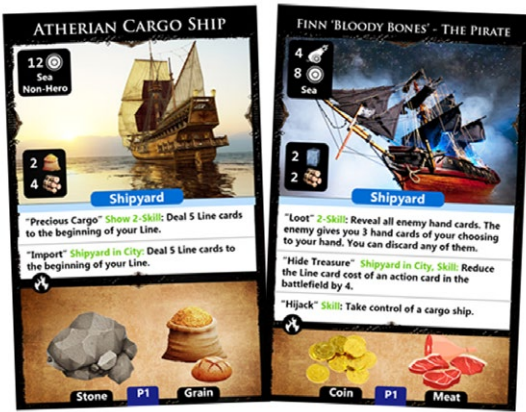 ATHERIAN CARGO SHIP
12
Sea
Non-Hero
2
4
Shipyard
"Precious Cargo" Show 2-Skill: Deal 5 Line cards
to the beginning of your Line.
"Import" Shipyard in City: Deal 5 Line cards to
the beginning of your Line.
Stone
P1
Grain
FINN 'BLOODY BONES' - THE PIRATE
4
8
Sea
2
2
Shipyard
"Loot" 2-Skill: Reveal all enemy hand cards. The
enemy gives you 3 hand cards of your choosing
to your hand. You can discard any of them.
"Hide Treasure" Shipyard in City, Skill: Reduce
the Line card cost of an action card in the
battlefield by 4.
"Hijack" Skill: Take control of a cargo ship.
Coin
P1
Meat